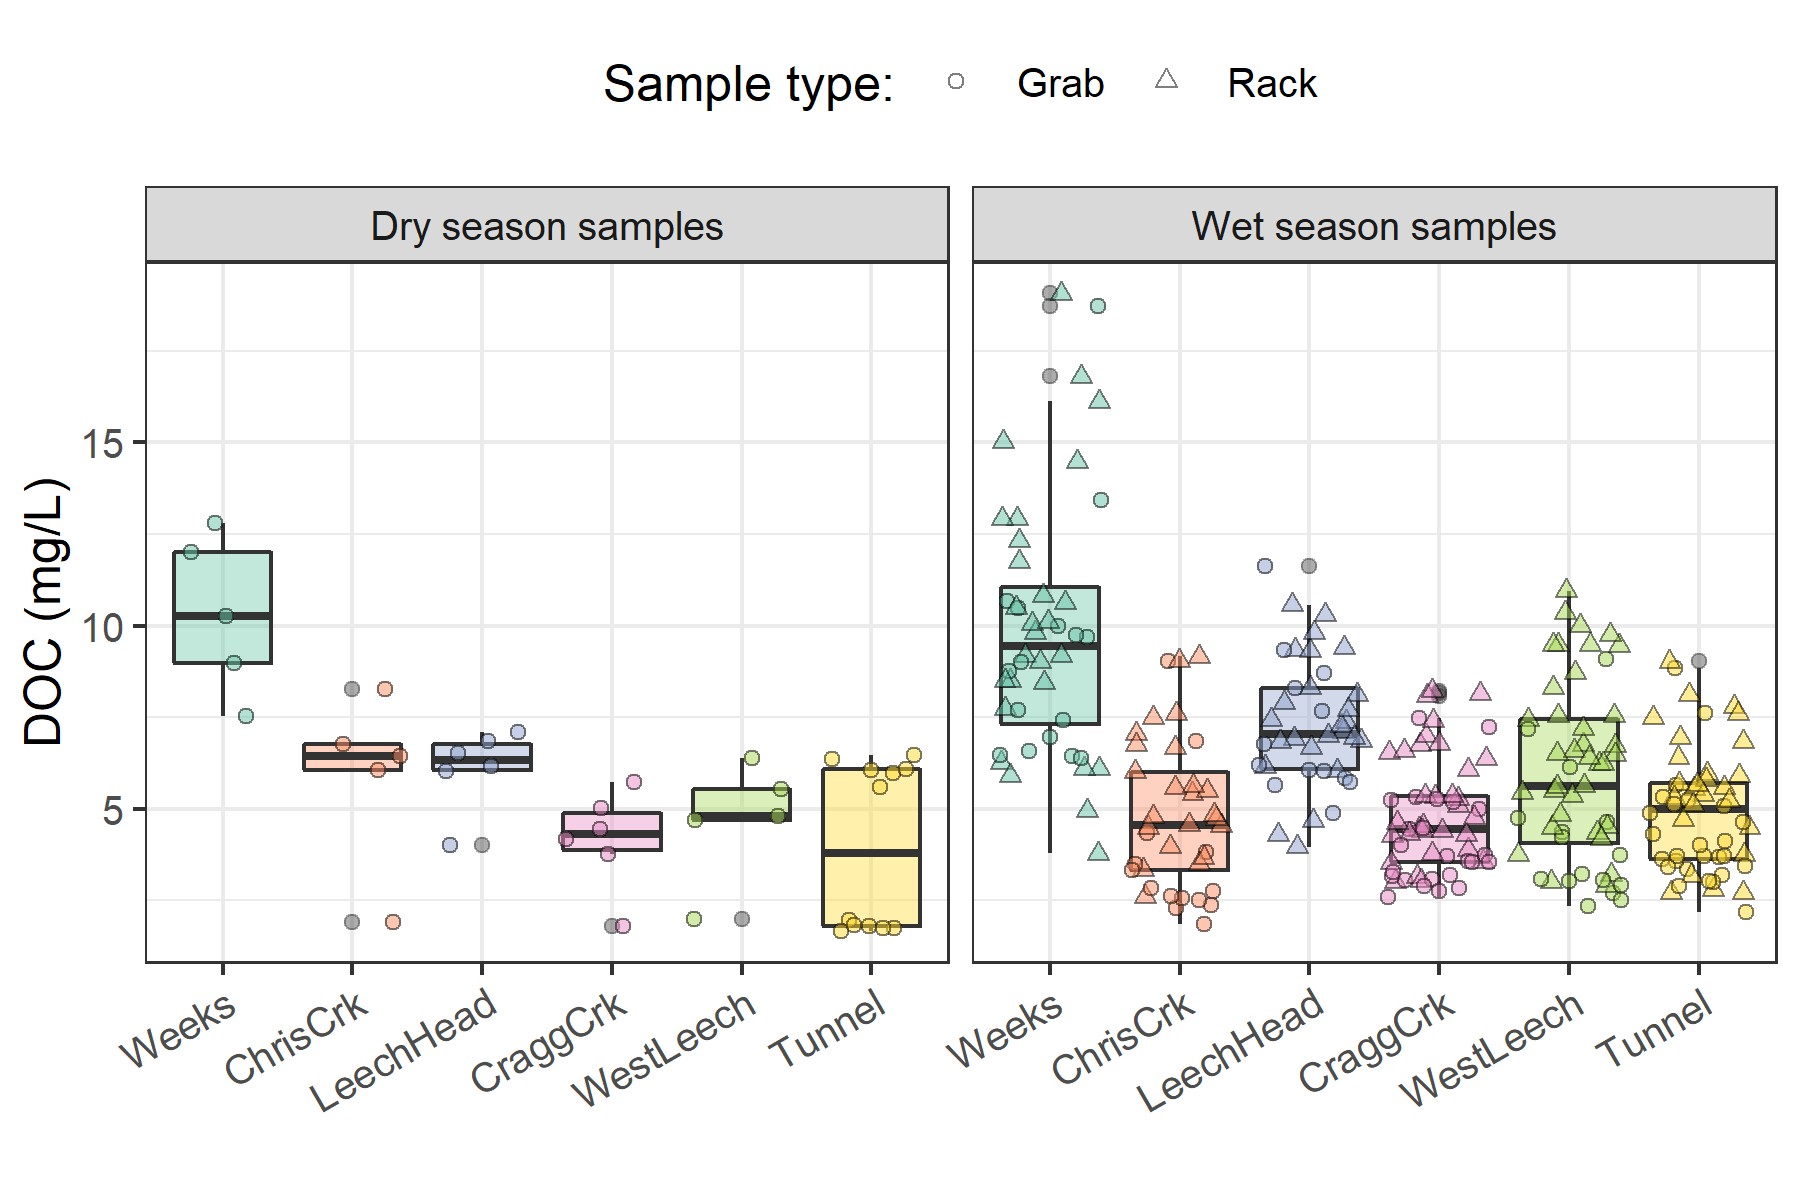 Sample type: Grab Rack
Dry season samples
Wet season samples
DOC (mg/L)
15
10
5
Weeks
ChrisCrk
LeechHead
CraggCrk
WestLeech
Tunnel
Weeks
ChrisCrk
LeechHead
CraggCrk
WestLeech
Tunnel